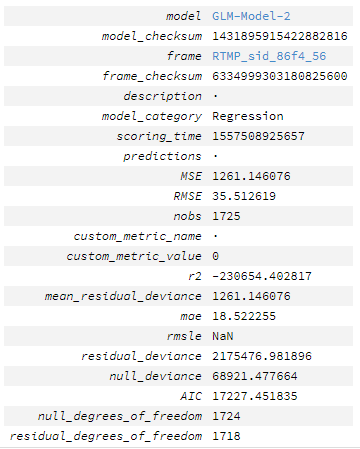 model GLM-Model-2
model_checksum 1431895915422882816
frame RTMP_sid_86f4_56
frame_checksum 6334999303180825600
description ·
model_category Regression
scoring_time 1557508925657
predictions ·
MSE 1261.146076
RMSE 35.512619
nobs 1725
custom_metric_name ·
custom_metric_value 0
r2 -230654.402817
mean_residual_deviance 1261.146076
mae 18.522255
rmsle NaN
residual_deviance 2175476.981896
null_deviance 68921.477664
AIC 17227.451835
null_degrees_of_freedom 1724
residual_degrees_of_freedom 1718